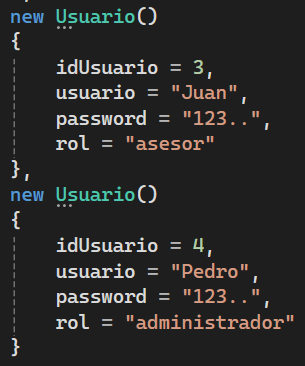 new Usuario()
{
    idUsuario = 3,
    usuario = "Juan",
    password = "123..",
    rol = "asesor"
},
new Usuario()
{
    idUsuario = 4,
    usuario = "Pedro",
    password = "123..",
    rol = "administrador"
}